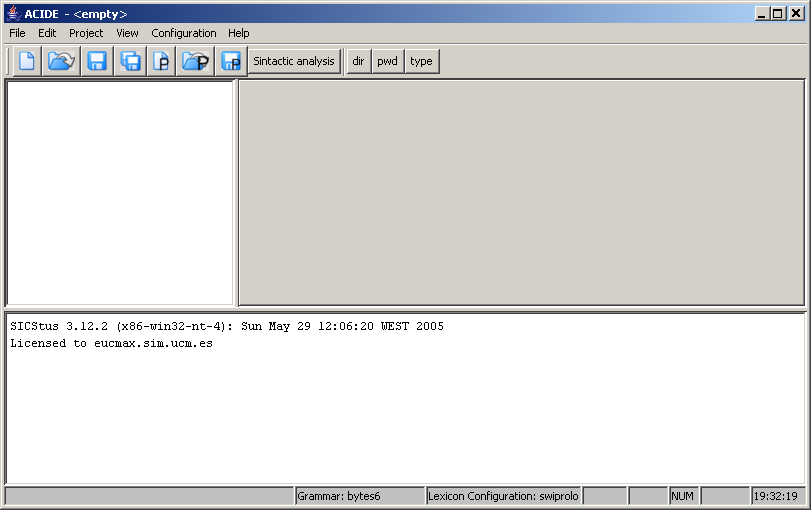 ACIDE - <empty>
File Edit Project View Configuration Help
P P P Sintactic analysis dir pwd type
SICStus 3.12.2 (x86-win32-nt-4): Sun May 29 12:06:20 WEST 2005
Licensed to eucmax.sim.ucm.es
Grammar: bytes6 Lexicon Configuration: swiprolo NUM 19:32:19